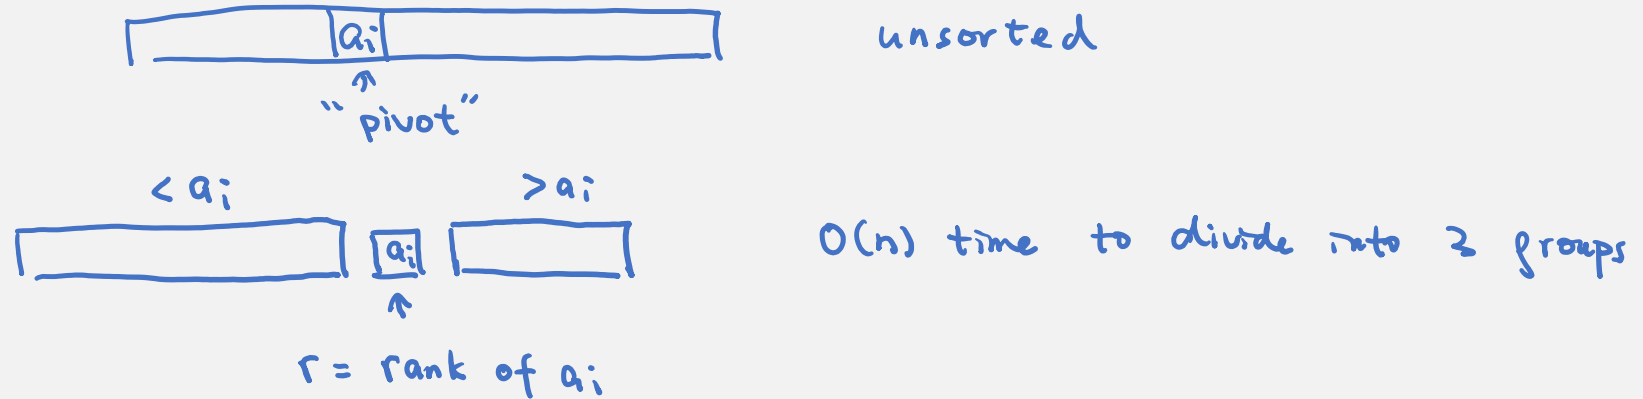 aᵢ unsorted
"pivot"
< aᵢ > aᵢ
aᵢ O(n) time to divide into 3 groups
r = rank of aᵢ